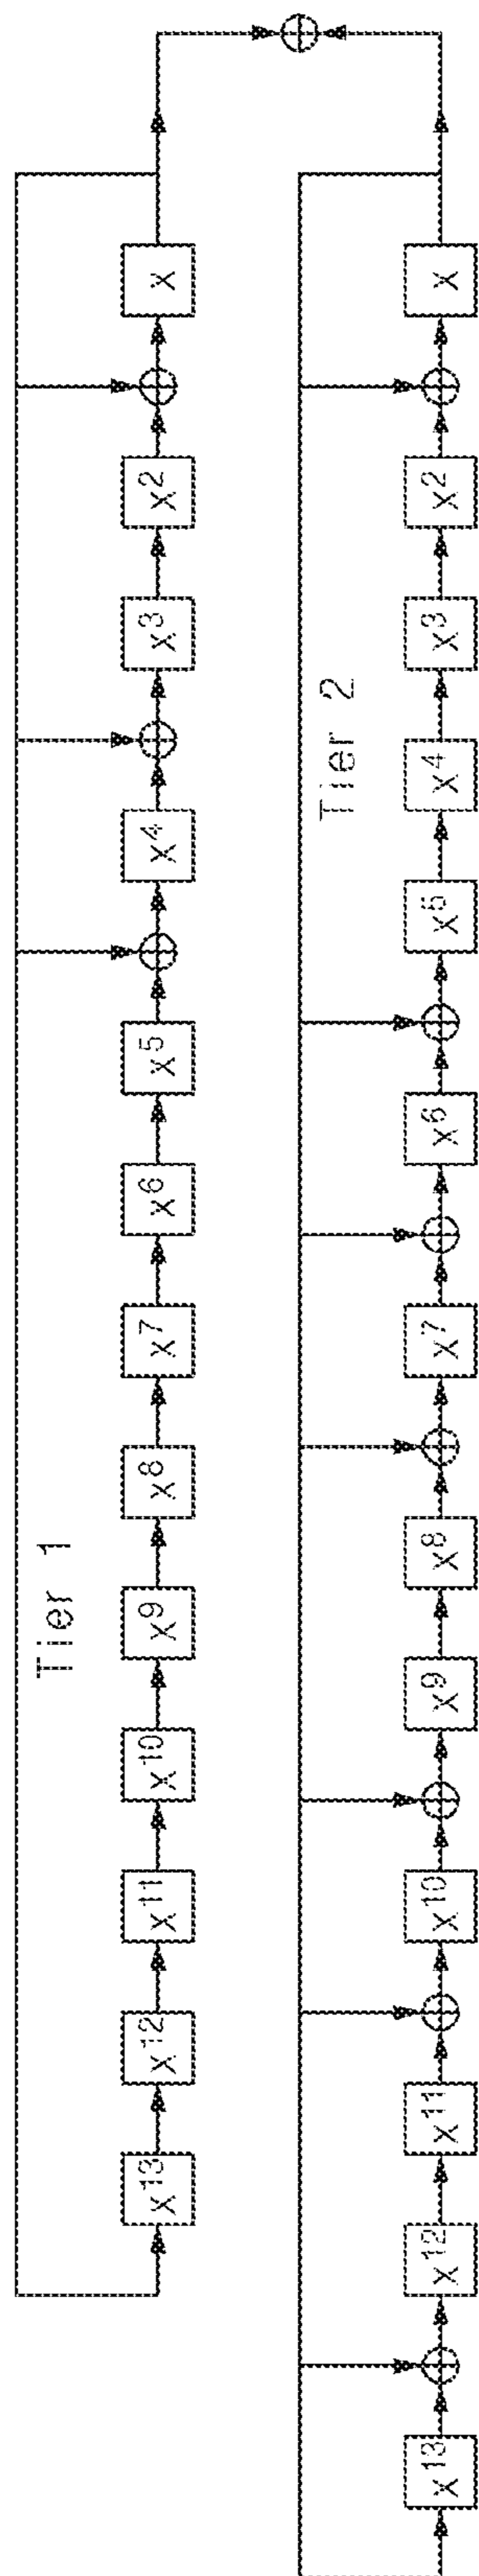 Tier 1
X¹³ X¹² X¹¹ X¹⁰ X⁹ X⁸ X⁷ X⁶ X⁵ X⁴ X³ X² X
Tier 2
X¹³ X¹² X¹¹ X¹⁰ X⁹ X⁸ X⁷ X⁶ X⁵ X⁴ X³ X² X